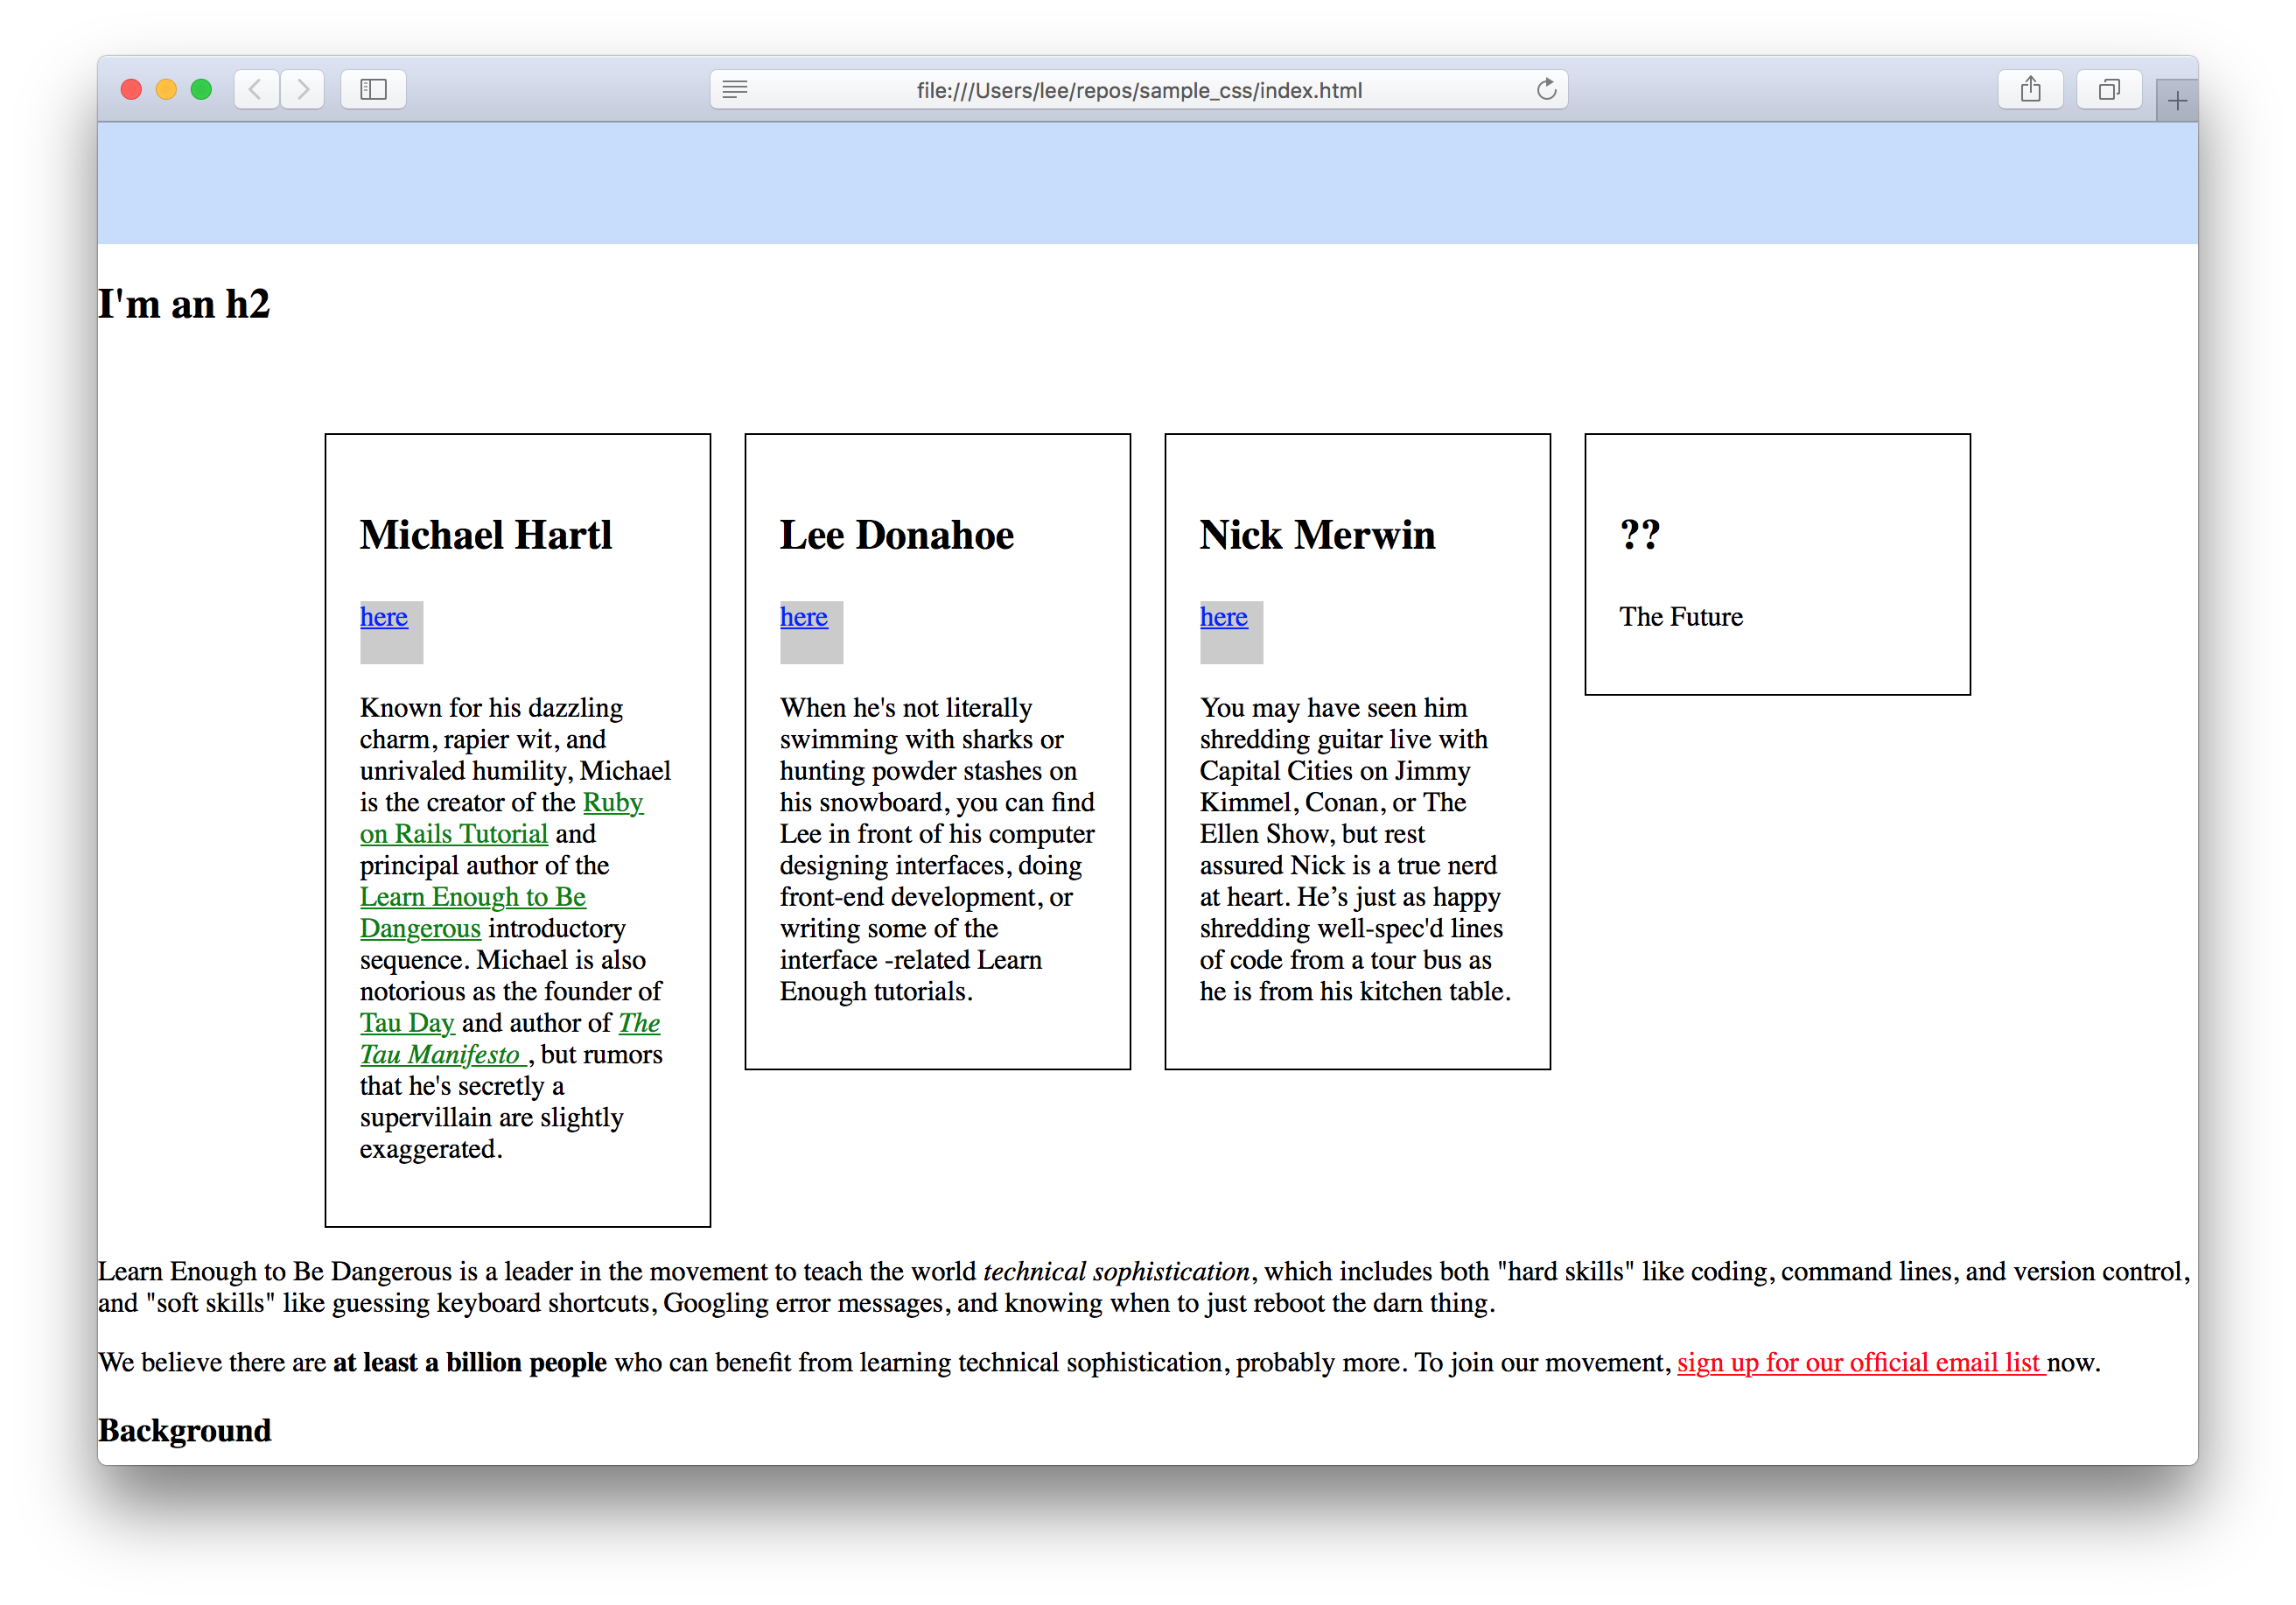 file:///Users/lee/repos/sample_css/index.html
I'm an h2
Michael Hartl
here
Known for his dazzling
charm, rapier wit, and
unrivaled humility, Michael
is the creator of the Ruby
on Rails Tutorial and
principal author of the
Learn Enough to Be
Dangerous introductory
sequence. Michael is also
notorious as the founder of
Tau Day and author of The
Tau Manifesto , but rumors
that he's secretly a
supervillain are slightly
exaggerated.
Lee Donahoe
here
When he's not literally
swimming with sharks or
hunting powder stashes on
his snowboard, you can find
Lee in front of his computer
designing interfaces, doing
front-end development, or
writing some of the
interface -related Learn
Enough tutorials.
Nick Merwin
here
You may have seen him
shredding guitar live with
Capital Cities on Jimmy
Kimmel, Conan, or The
Ellen Show, but rest
assured Nick is a true nerd
at heart. He’s just as happy
shredding well-spec'd lines
of code from a tour bus as
he is from his kitchen table.
??
The Future
Learn Enough to Be Dangerous is a leader in the movement to teach the world technical sophistication, which includes both "hard skills" like coding, command lines, and version control,
and "soft skills" like guessing keyboard shortcuts, Googling error messages, and knowing when to just reboot the darn thing.
We believe there are at least a billion people who can benefit from learning technical sophistication, probably more. To join our movement, sign up for our official email list now.
Background